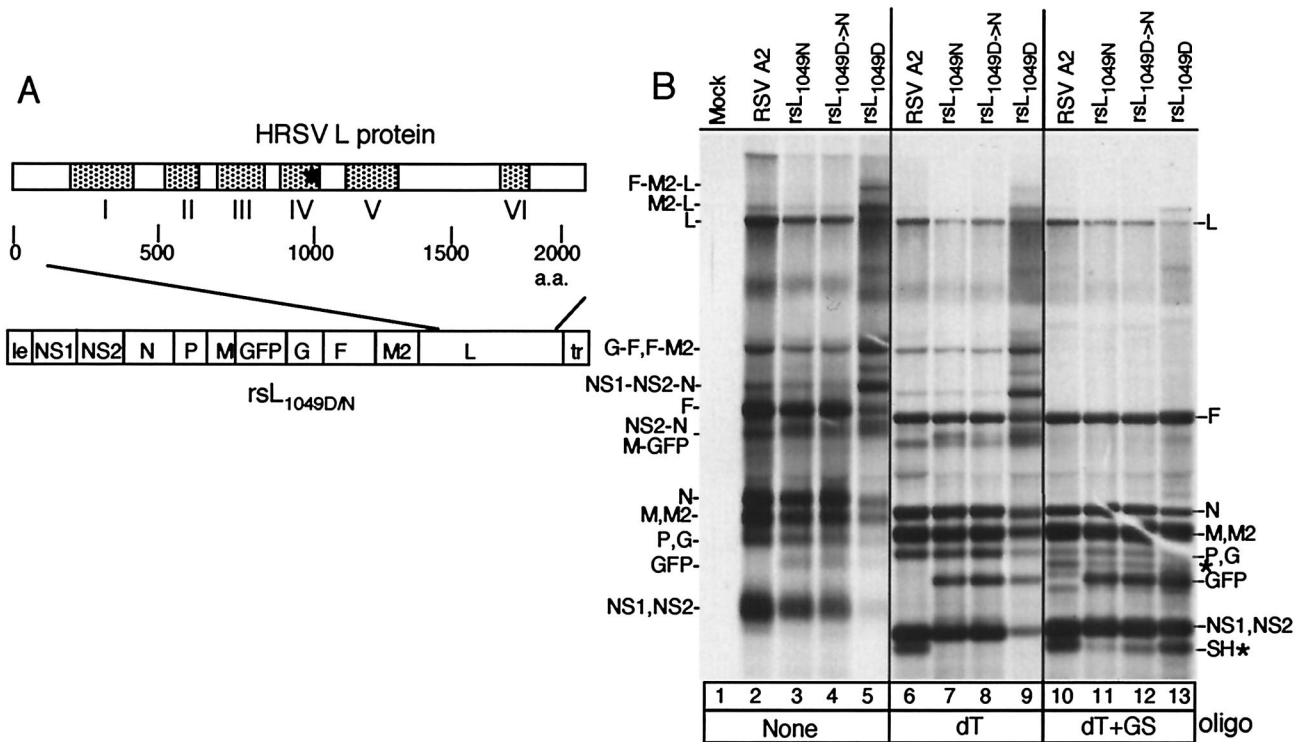 A
HRSV L protein
I II III IV V VI
0 500 1000 1500 2000
a.a.
le NS1 NS2 N P M GFP G F M2 L tr
rsL1049D/N
B
Mock RSV A2 rsL1049N rsL1049D->N rsL1049D RSV A2 rsL1049N rsL1049D->N rsL1049D RSV A2 rsL1049N rsL1049D->N rsL1049D
F-M2-L-
M2-L-
L-
G-F,F-M2-
NS1-NS2-N-
F-
NS2-N
M-GFP
N-
M,M2-
P,G-
GFP-
NS1,NS2-
-L
-F
-N
-M,M2
-P,G
*
-GFP
-NS1,NS2
-SH*
1 2 3 4 5 6 7 8 9 10 11 12 13
None dT dT+GS oligo